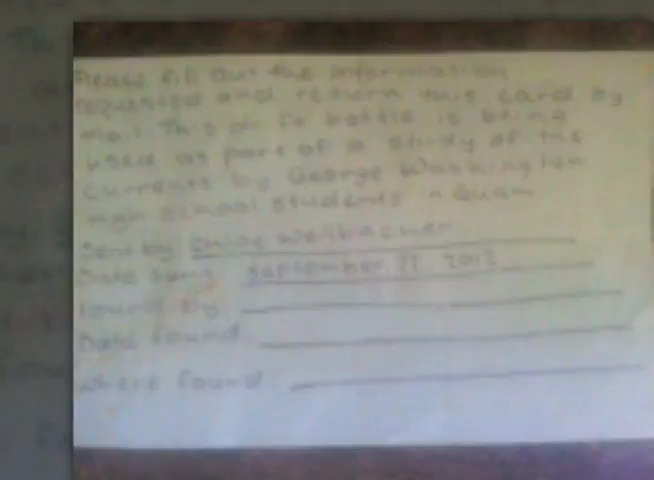 Please fill out the information
requested and return this card by
mail. This drift bottle is being
used as part of a study of the
currents by George Washington
High School students in Guam
Sent by
Date sent September 2012
Found by
Date found
Where found